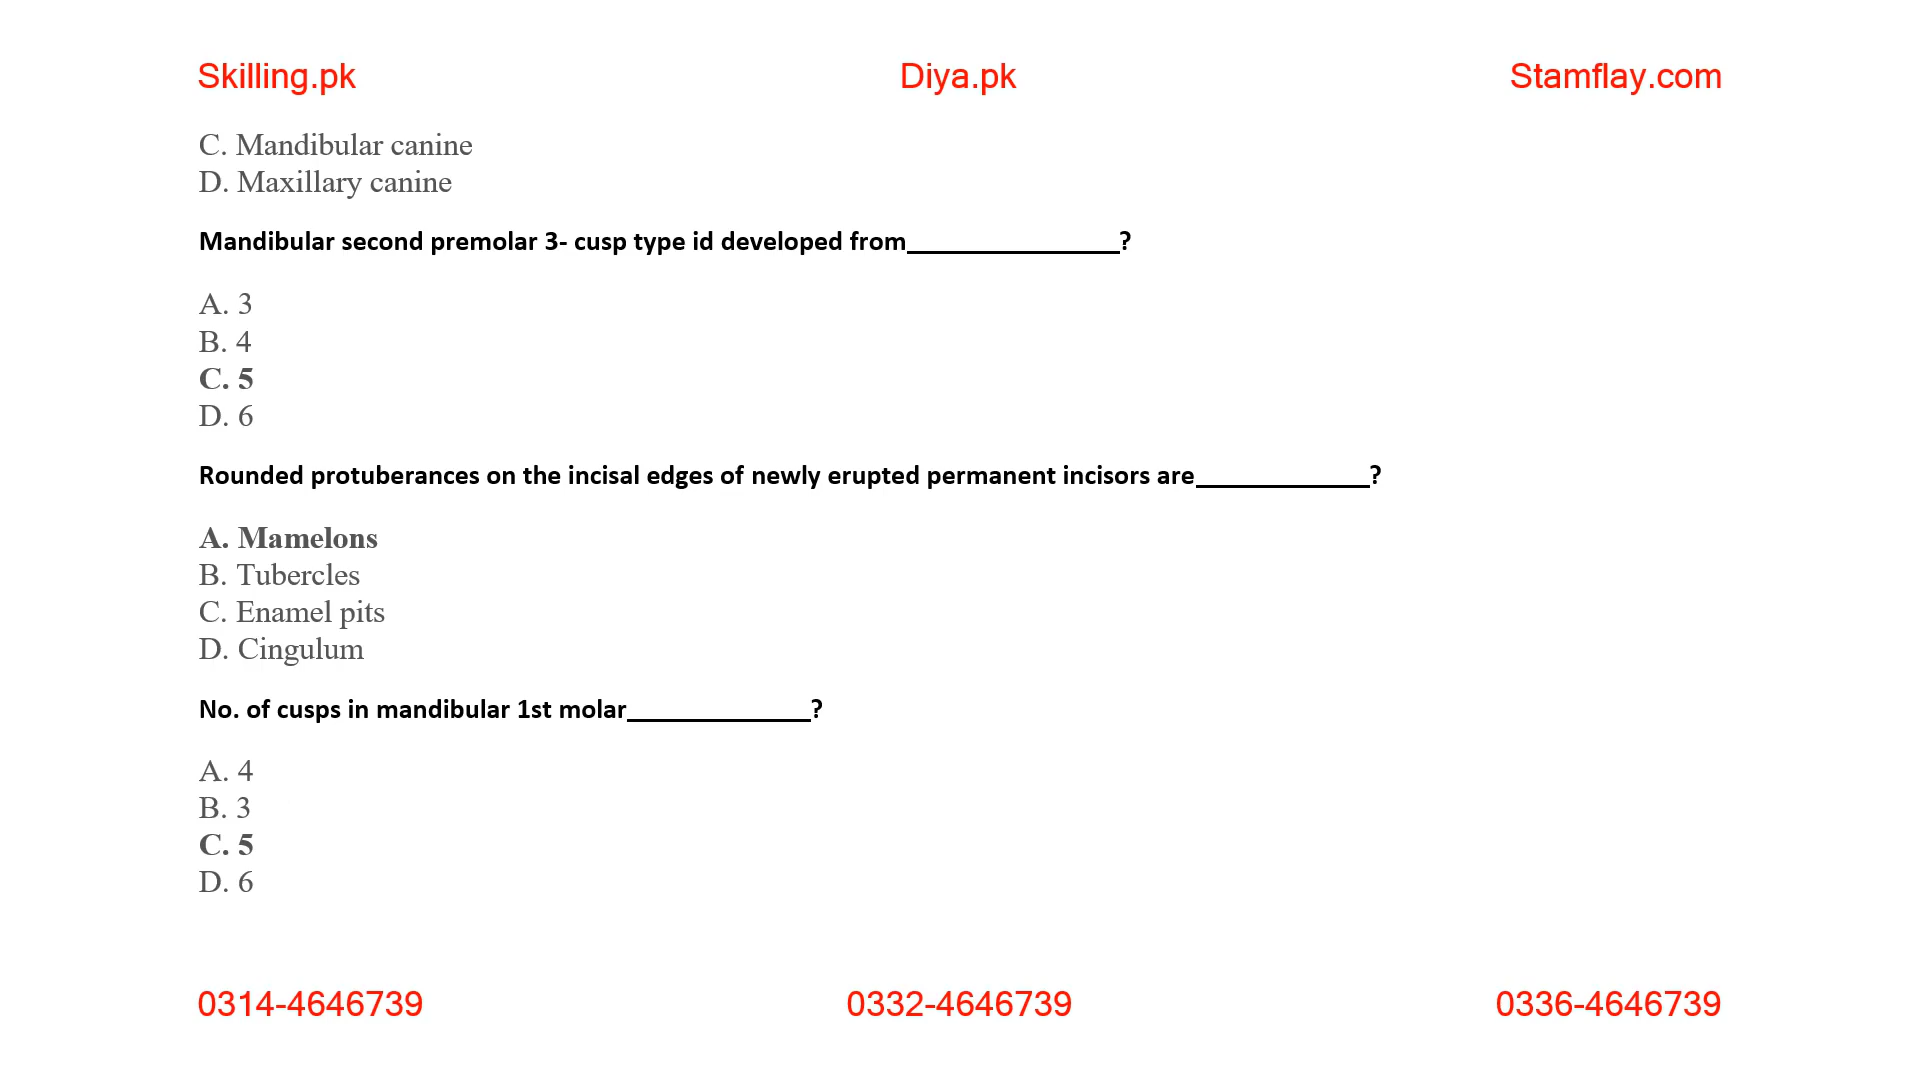 Skilling.pk Diya.pk Stamflay.com
C. Mandibular canine
D. Maxillary canine
Mandibular second premolar 3- cusp type id developed from________________?
A. 3
B. 4
C. 5
D. 6
Rounded protuberances on the incisal edges of newly erupted permanent incisors are_____________?
A. Mamelons
B. Tubercles
C. Enamel pits
D. Cingulum
No. of cusps in mandibular 1st molar______________?
A. 4
B. 3
C. 5
D. 6
0314-4646739 0332-4646739 0336-4646739